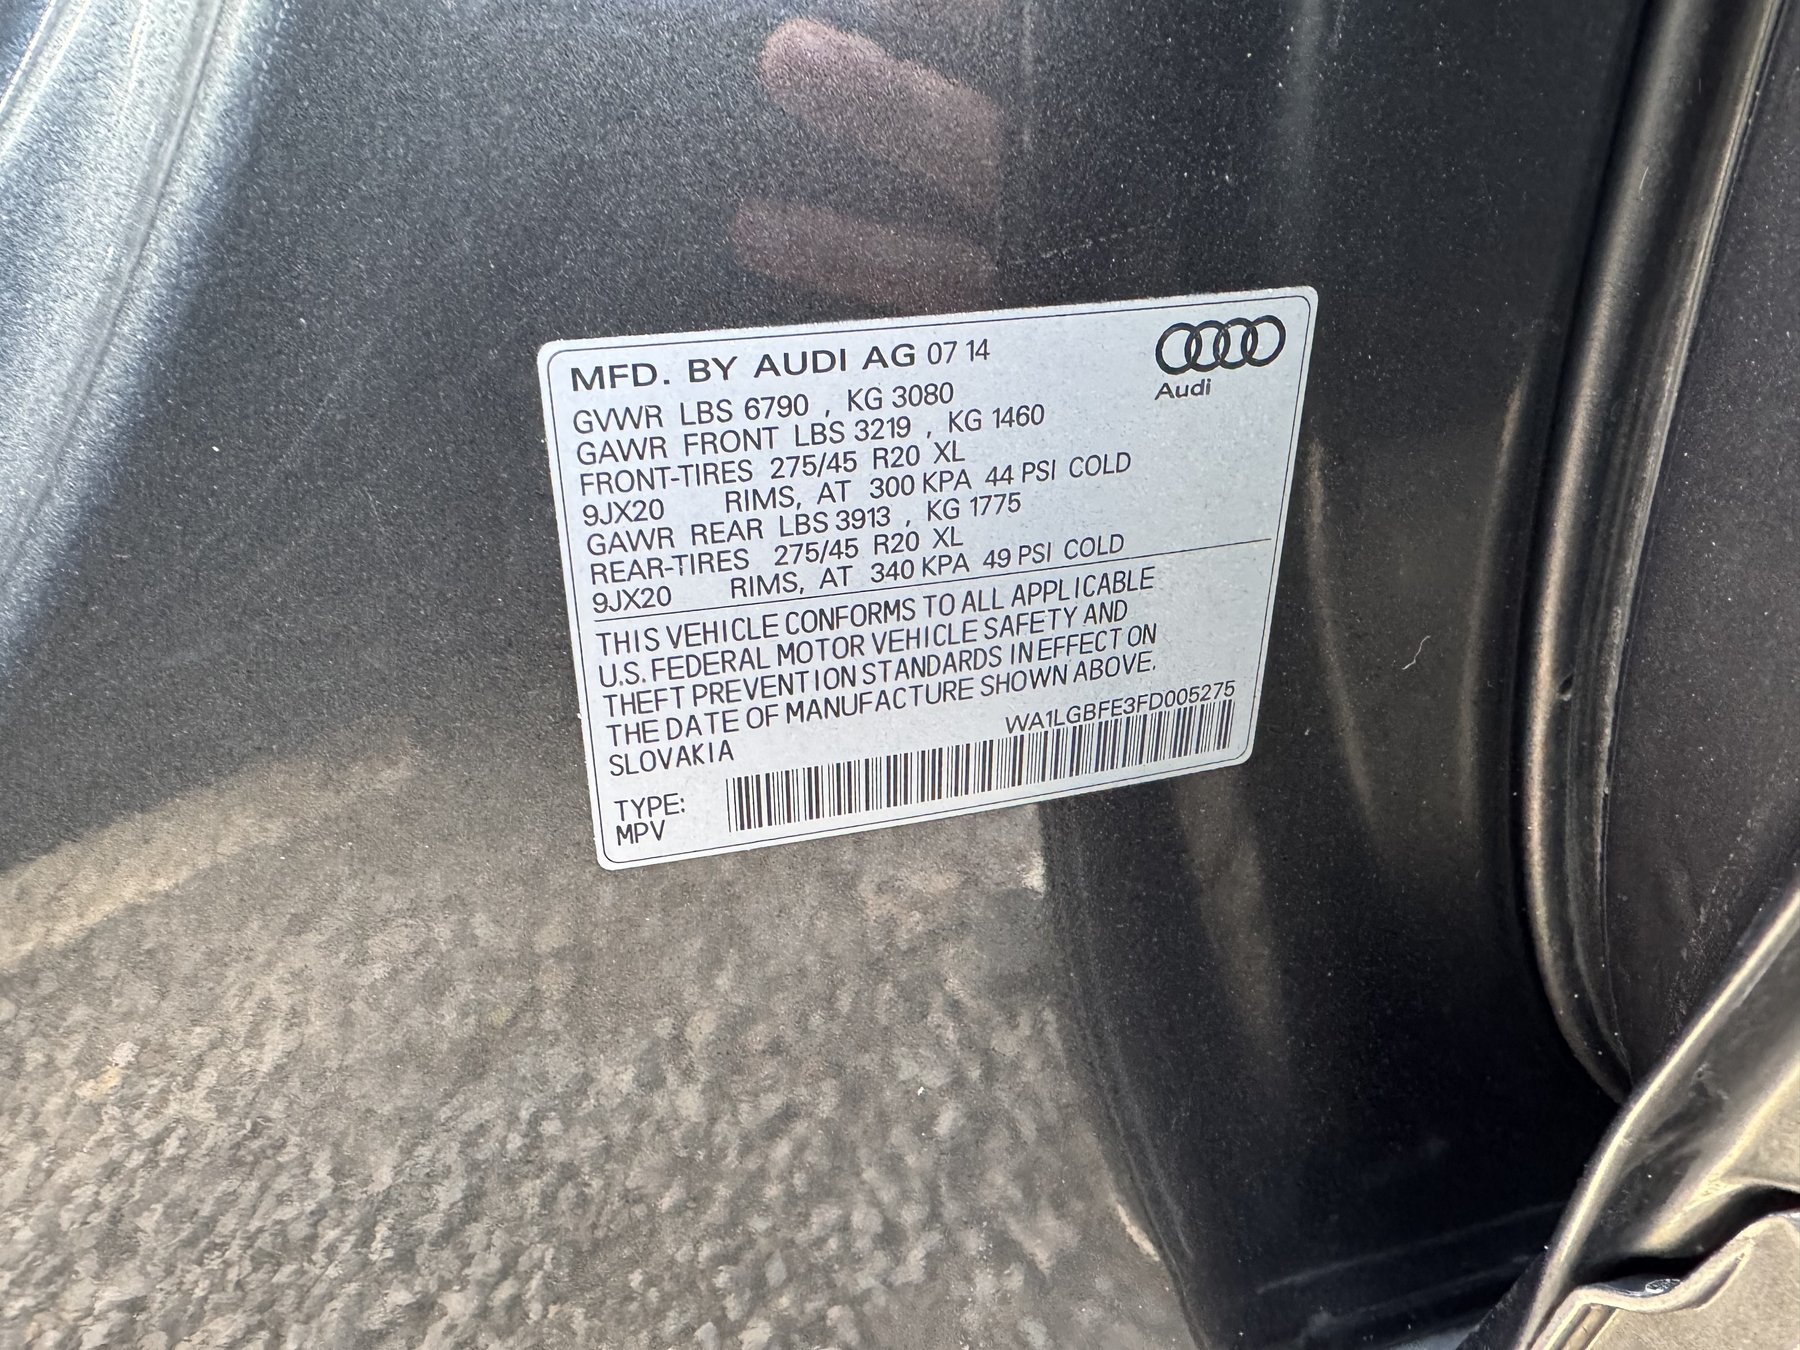 MFD. BY AUDI AG 07 14
Audi
GVWR LBS 6790 , KG 3080
GAWR FRONT LBS 3219 , KG 1460
FRONT-TIRES 275/45 R20 XL
9JX20 RIMS, AT 300 KPA 44 PSI COLD
GAWR REAR LBS 3913 , KG 1775
REAR-TIRES 275/45 R20 XL
9JX20 RIMS, AT 340 KPA 49 PSI COLD
THIS VEHICLE CONFORMS TO ALL APPLICABLE
U.S. FEDERAL MOTOR VEHICLE SAFETY AND
THEFT PREVENTION STANDARDS IN EFFECT ON
THE DATE OF MANUFACTURE SHOWN ABOVE.
SLOVAKIA WA1LGBFE3FD005275
TYPE:
MPV